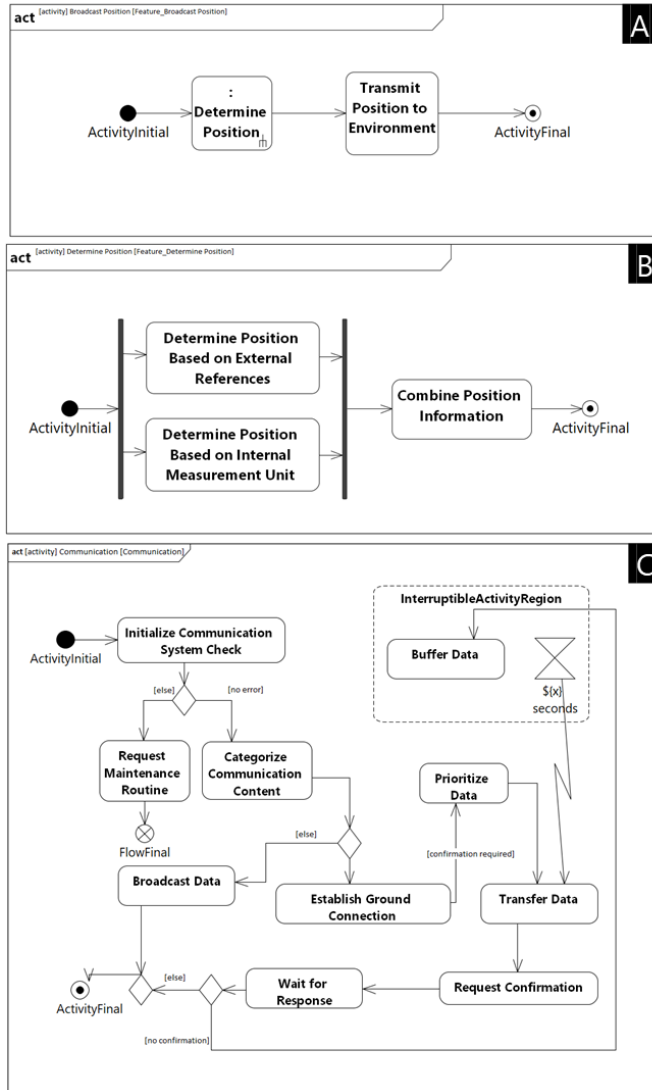 act [activity] Broadcast Position [Feature_Broadcast Position]
A
:
Determine
Position
Transmit
Position to
Environment
ActivityInitial
ActivityFinal
act [activity] Determine Position [Feature_Determine Position]
B
Determine Position
Based on External
References
ActivityInitial
Combine Position
Information
ActivityFinal
Determine Position
Based on Internal
Measurement Unit
act [activity] Communication [Communication]
C
InterruptibleActivityRegion
Initialize Communication
System Check
ActivityInitial
Buffer Data
${x}
seconds
[else]
[no error]
Request
Maintenance
Routine
Categorize
Communication
Content
Prioritize
Data
FlowFinal
[else]
[confirmation required]
Broadcast Data
Establish Ground
Connection
Transfer Data
ActivityFinal
[else]
Wait for
Response
Request Confirmation
[no confirmation]